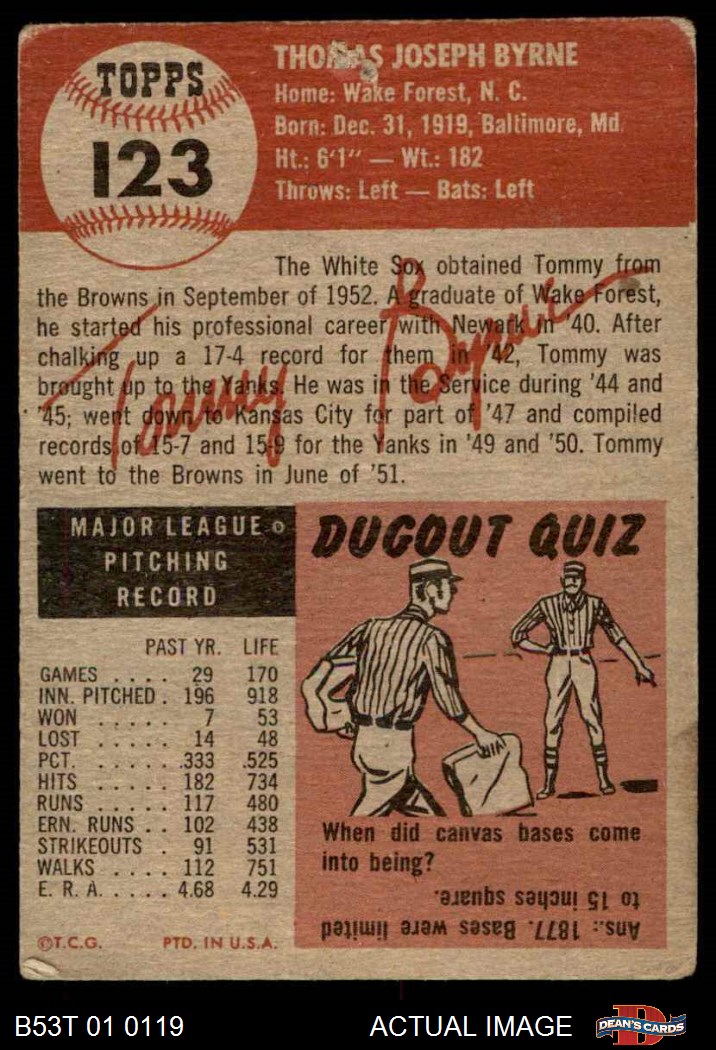 TOPPS
123
THOMAS JOSEPH BYRNE
Home: Wake Forest, N. C.
Born: Dec. 31, 1919, Baltimore, Md.
Ht.: 6'1" — Wt.: 182
Throws: Left — Bats: Left
The White Sox obtained Tommy from
the Browns in September of 1952. A graduate of Wake Forest,
he started his professional career with Newark in '40. After
chalking up a 17-4 record for them in '42, Tommy was
brought up to the Yanks. He was in the Service during '44 and
'45; went down to Kansas City for part of '47 and compiled
records of 15-7 and 15-9 for the Yanks in '49 and '50. Tommy
went to the Browns in June of '51.
Tommy Byrne
MAJOR LEAGUE
PITCHING
RECORD
PAST YR. LIFE
GAMES . . . . 29 170
INN. PITCHED . 196 918
WON . . . . . 7 53
LOST . . . . . 14 48
PCT. . . . . . .333 .525
HITS . . . . . 182 734
RUNS . . . . . 117 480
ERN. RUNS . . 102 438
STRIKEOUTS . 91 531
WALKS . . . . 112 751
E. R. A. . . . . 4.68 4.29
©T.C.G. PTD. IN U.S.A.
DUGOUT QUIZ
When did canvas bases come
into being?
Ans.: 1877. Bases were limited
to 15 inches square.
B53T 01 0119
ACTUAL IMAGE
DEAN'S CARDS